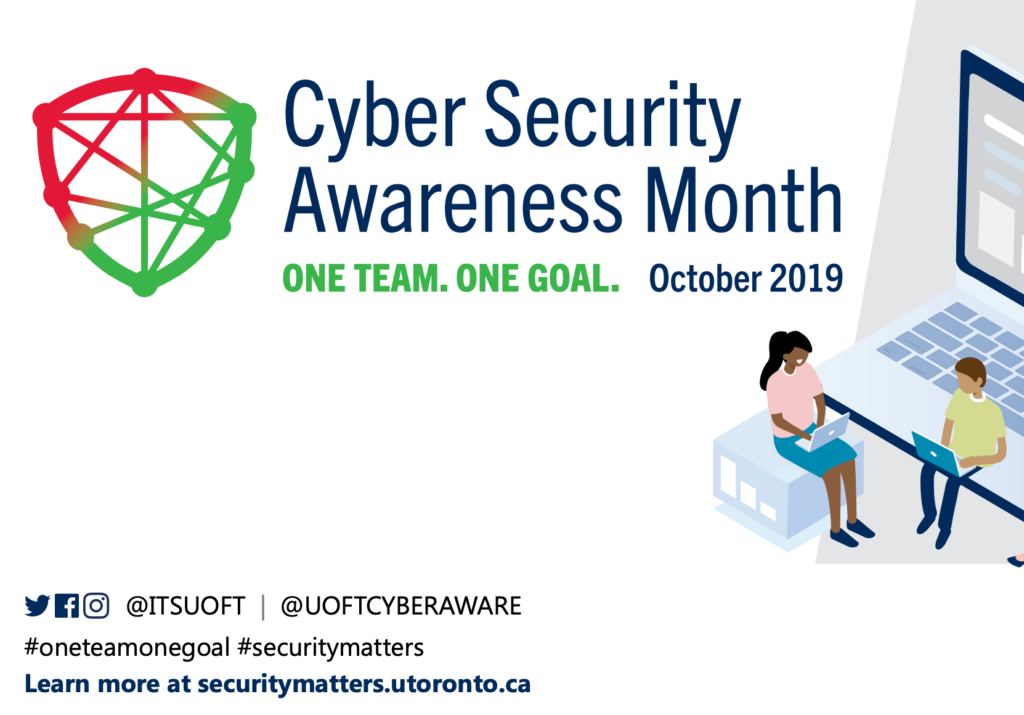 Cyber Security
Awareness Month
ONE TEAM. ONE GOAL. October 2019
@ITSUOFT | @UOFTCYBERAWARE
#oneteamonegoal #securitymatters
Learn more at securitymatters.utoronto.ca